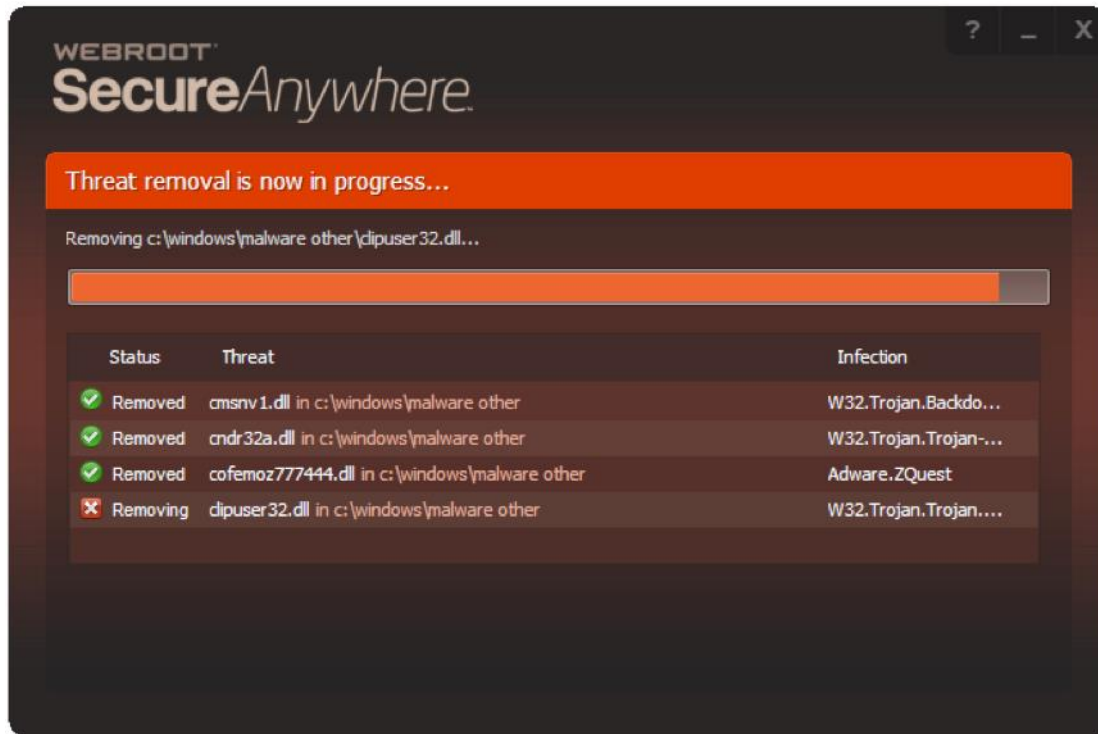 ? _ X
WEBROOT
SecureAnywhere
Threat removal is now in progress...
Removing c:\windows\malware other\clipuser32.dll...
Status Threat Infection
Removed cmsnv1.dll in c:\windows\malware other W32.Trojan.Backdo...
Removed cndr32a.dll in c:\windows\malware other W32.Trojan.Trojan-...
Removed cofemoz777444.dll in c:\windows\malware other Adware.ZQuest
Removing clipuser32.dll in c:\windows\malware other W32.Trojan.Trojan....